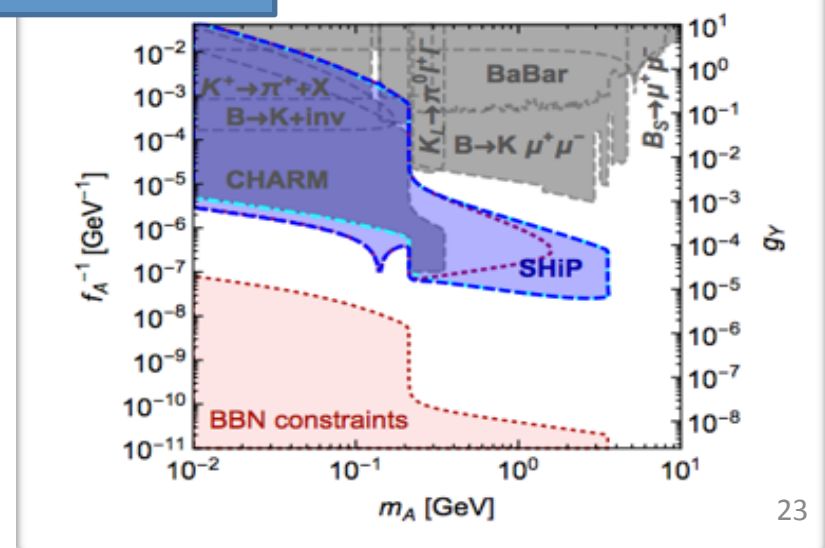 10⁻²
10⁻³
10⁻⁴
10⁻⁵
10⁻⁶
10⁻⁷
10⁻⁸
10⁻⁹
10⁻¹⁰
10⁻¹¹
f_A⁻¹ [GeV⁻¹]
K⁺→π⁺+X
B→K+inv
CHARM
K_L→π⁰l⁺l⁻
BaBar
B→K μ⁺μ⁻
B_S→μ⁺μ⁻
SHiP
BBN constraints
10¹
10⁰
10⁻¹
10⁻²
10⁻³
10⁻⁴
10⁻⁵
10⁻⁶
10⁻⁷
10⁻⁸
g_Y
10⁻² 10⁻¹ 10⁰ 10¹
m_A [GeV]
23